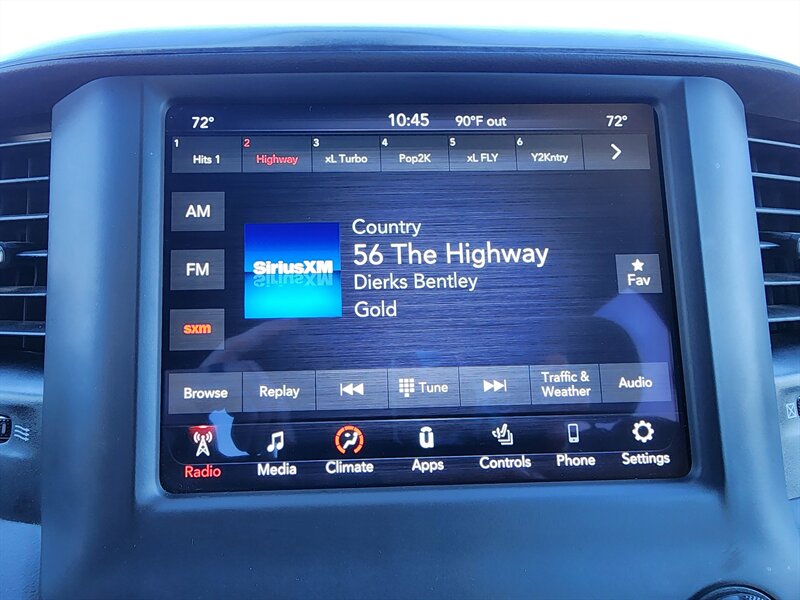 72° 10:45 90°F out 72°
1 Hits 1 2 Highway 3 xL Turbo 4 Pop2K 5 xL FLY 6 Y2Kntry
AM
FM
sxm
SiriusXM
Country
56 The Highway
Dierks Bentley
Gold
Fav
Browse Replay Tune Traffic & Weather Audio
Radio Media Climate Apps Controls Phone Settings